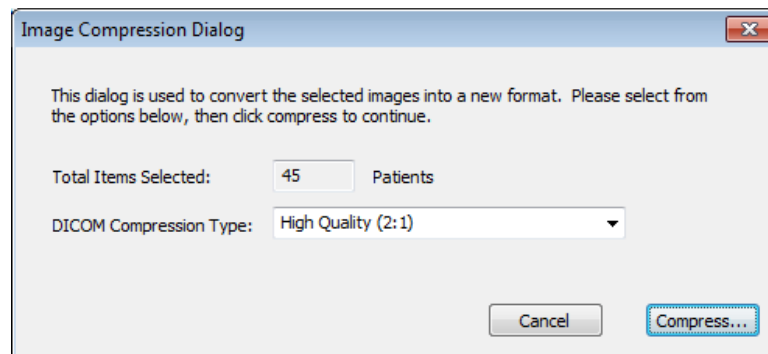 Image Compression Dialog
This dialog is used to convert the selected images into a new format.  Please select from
the options below, then click compress to continue.
Total Items Selected: 45 Patients
DICOM Compression Type: High Quality (2:1)
Cancel Compress...